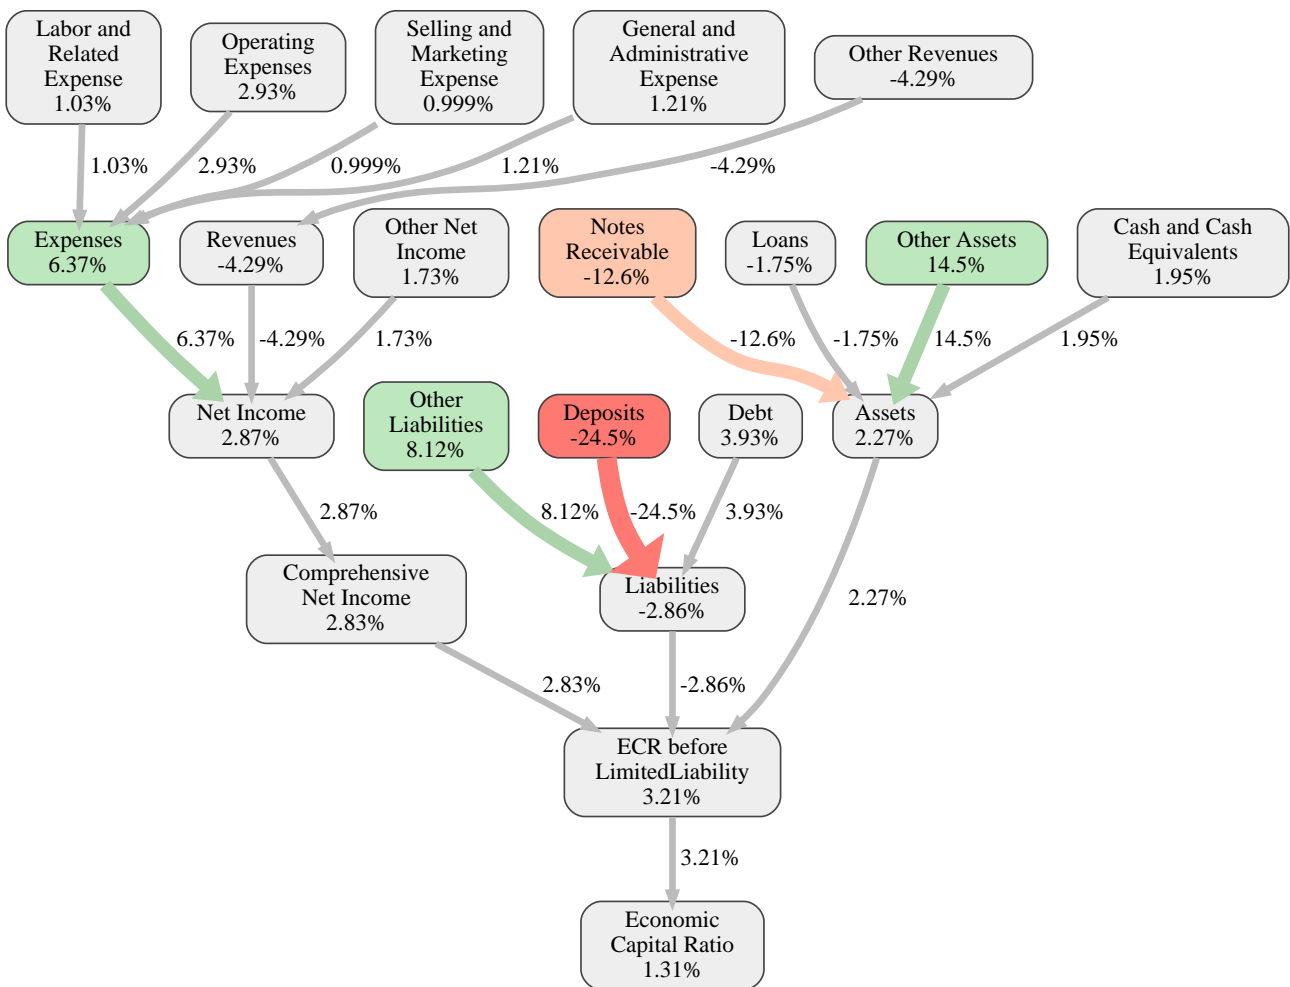 Labor and
Related
Expense
1.03%
Operating
Expenses
2.93%
Selling and
Marketing
Expense
0.999%
General and
Administrative
Expense
1.21%
Other Revenues
-4.29%
1.03%
2.93%
0.999%
1.21%
-4.29%
Expenses
6.37%
Revenues
-4.29%
Other Net
Income
1.73%
Notes
Receivable
-12.6%
Loans
-1.75%
Other Assets
14.5%
Cash and Cash
Equivalents
1.95%
6.37%
-4.29%
1.73%
-12.6%
-1.75%
14.5%
1.95%
Net Income
2.87%
Other
Liabilities
8.12%
Deposits
-24.5%
Debt
3.93%
Assets
2.27%
2.87%
8.12%
-24.5%
3.93%
2.27%
Comprehensive
Net Income
2.83%
Liabilities
-2.86%
2.83%
-2.86%
ECR before
LimitedLiability
3.21%
3.21%
Economic
Capital Ratio
1.31%